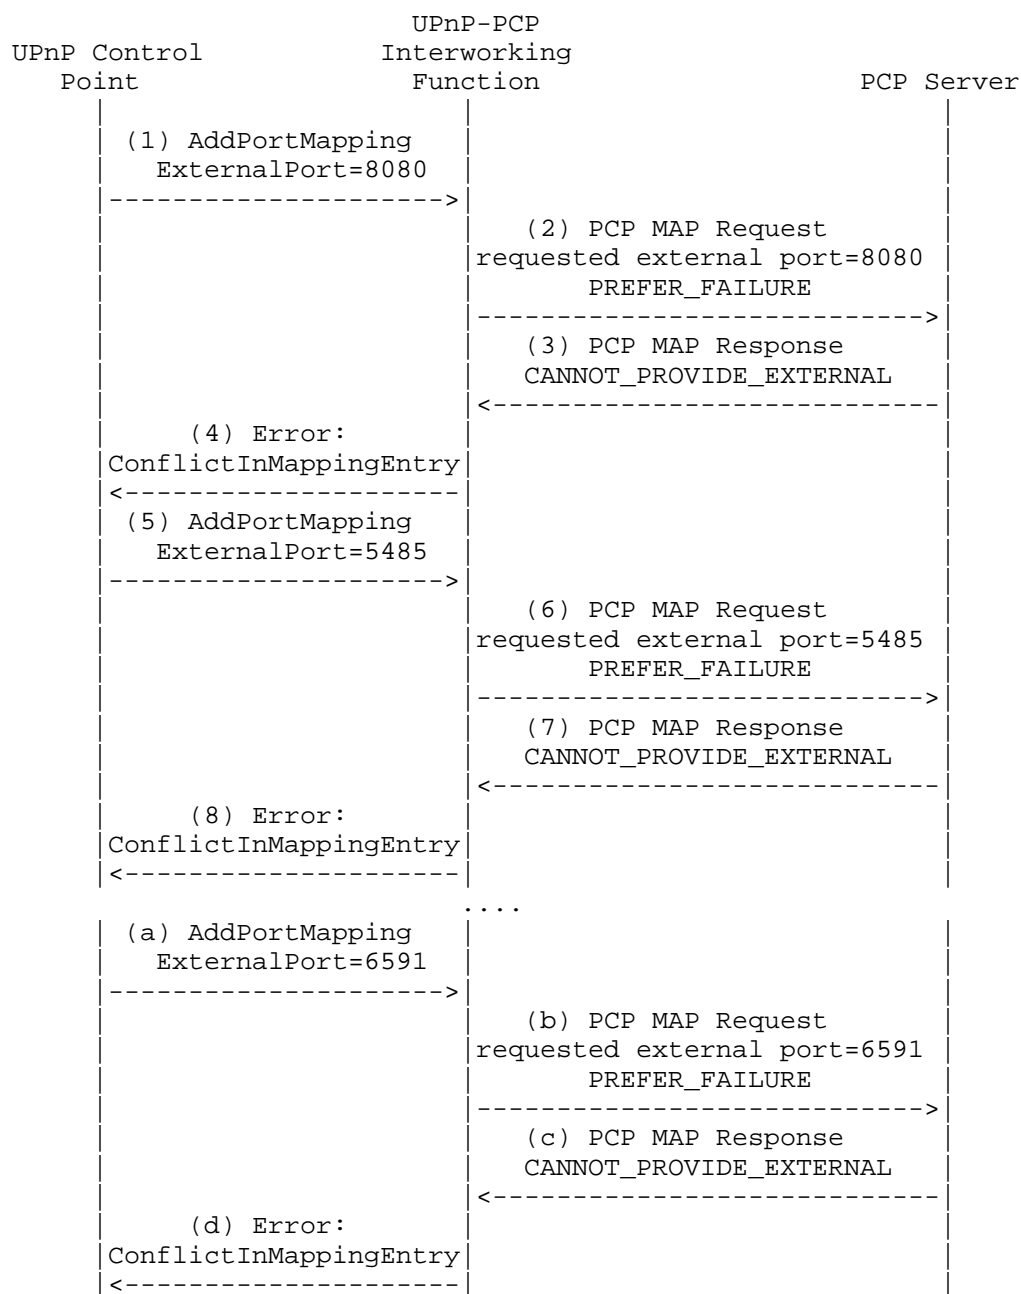 UPnP-PCP
UPnP Control Interworking
Point Function PCP Server
(1) AddPortMapping
ExternalPort=8080
(2) PCP MAP Request
requested external port=8080
PREFER_FAILURE
(3) PCP MAP Response
CANNOT_PROVIDE_EXTERNAL
(4) Error:
ConflictInMappingEntry
(5) AddPortMapping
ExternalPort=5485
(6) PCP MAP Request
requested external port=5485
PREFER_FAILURE
(7) PCP MAP Response
CANNOT_PROVIDE_EXTERNAL
(8) Error:
ConflictInMappingEntry
....
(a) AddPortMapping
ExternalPort=6591
(b) PCP MAP Request
requested external port=6591
PREFER_FAILURE
(c) PCP MAP Response
CANNOT_PROVIDE_EXTERNAL
(d) Error:
ConflictInMappingEntry